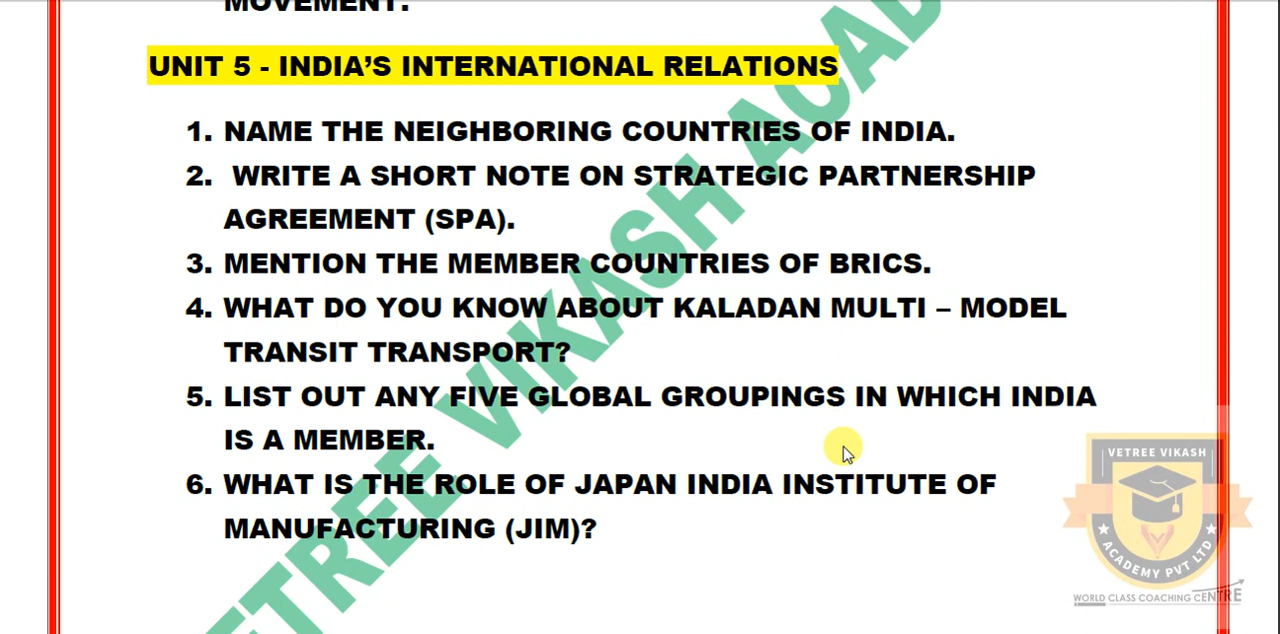 MOVEMENT.
UNIT 5 - INDIA’S INTERNATIONAL RELATIONS
1. NAME THE NEIGHBORING COUNTRIES OF INDIA.
2. WRITE A SHORT NOTE ON STRATEGIC PARTNERSHIP
AGREEMENT (SPA).
3. MENTION THE MEMBER COUNTRIES OF BRICS.
4. WHAT DO YOU KNOW ABOUT KALADAN MULTI – MODEL
TRANSIT TRANSPORT?
5. LIST OUT ANY FIVE GLOBAL GROUPINGS IN WHICH INDIA
IS A MEMBER.
6. WHAT IS THE ROLE OF JAPAN INDIA INSTITUTE OF
MANUFACTURING (JIM)?
ETREE VIKASH ACAD
VETREE VIKASH
ACADEMY PVT LTD
WORLD CLASS COACHING CENTRE